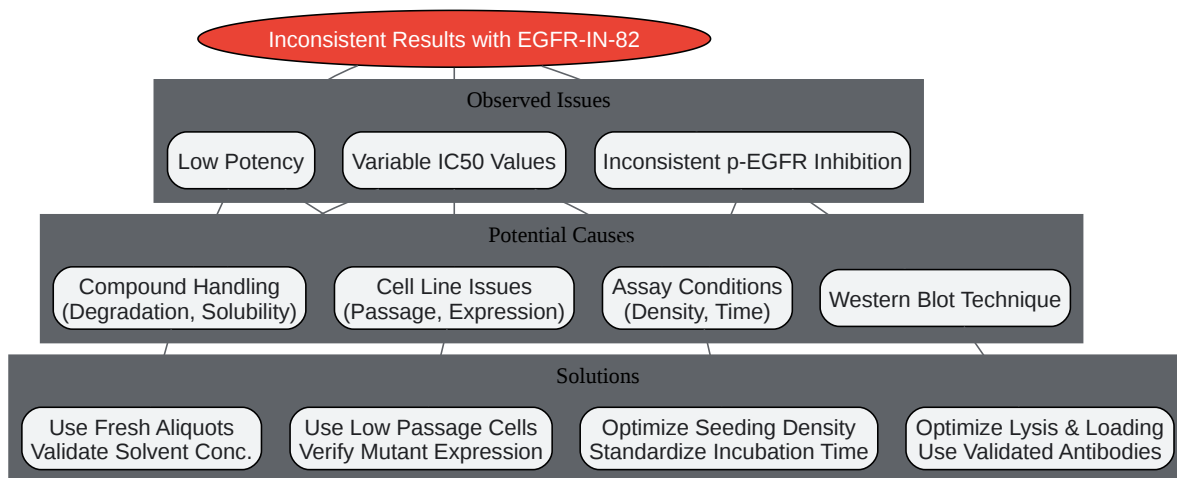 Inconsistent Results with EGFR-IN-82
Observed Issues
Low Potency
Variable IC50 Values
Inconsistent p-EGFR Inhibition
Potential Causes
Compound Handling
(Degradation, Solubility)
Cell Line Issues
(Passage, Expression)
Assay Conditions
(Density, Time)
Western Blot Technique
Solutions
Use Fresh Aliquots
Validate Solvent Conc.
Use Low Passage Cells
Verify Mutant Expression
Optimize Seeding Density
Standardize Incubation Time
Optimize Lysis & Loading
Use Validated Antibodies